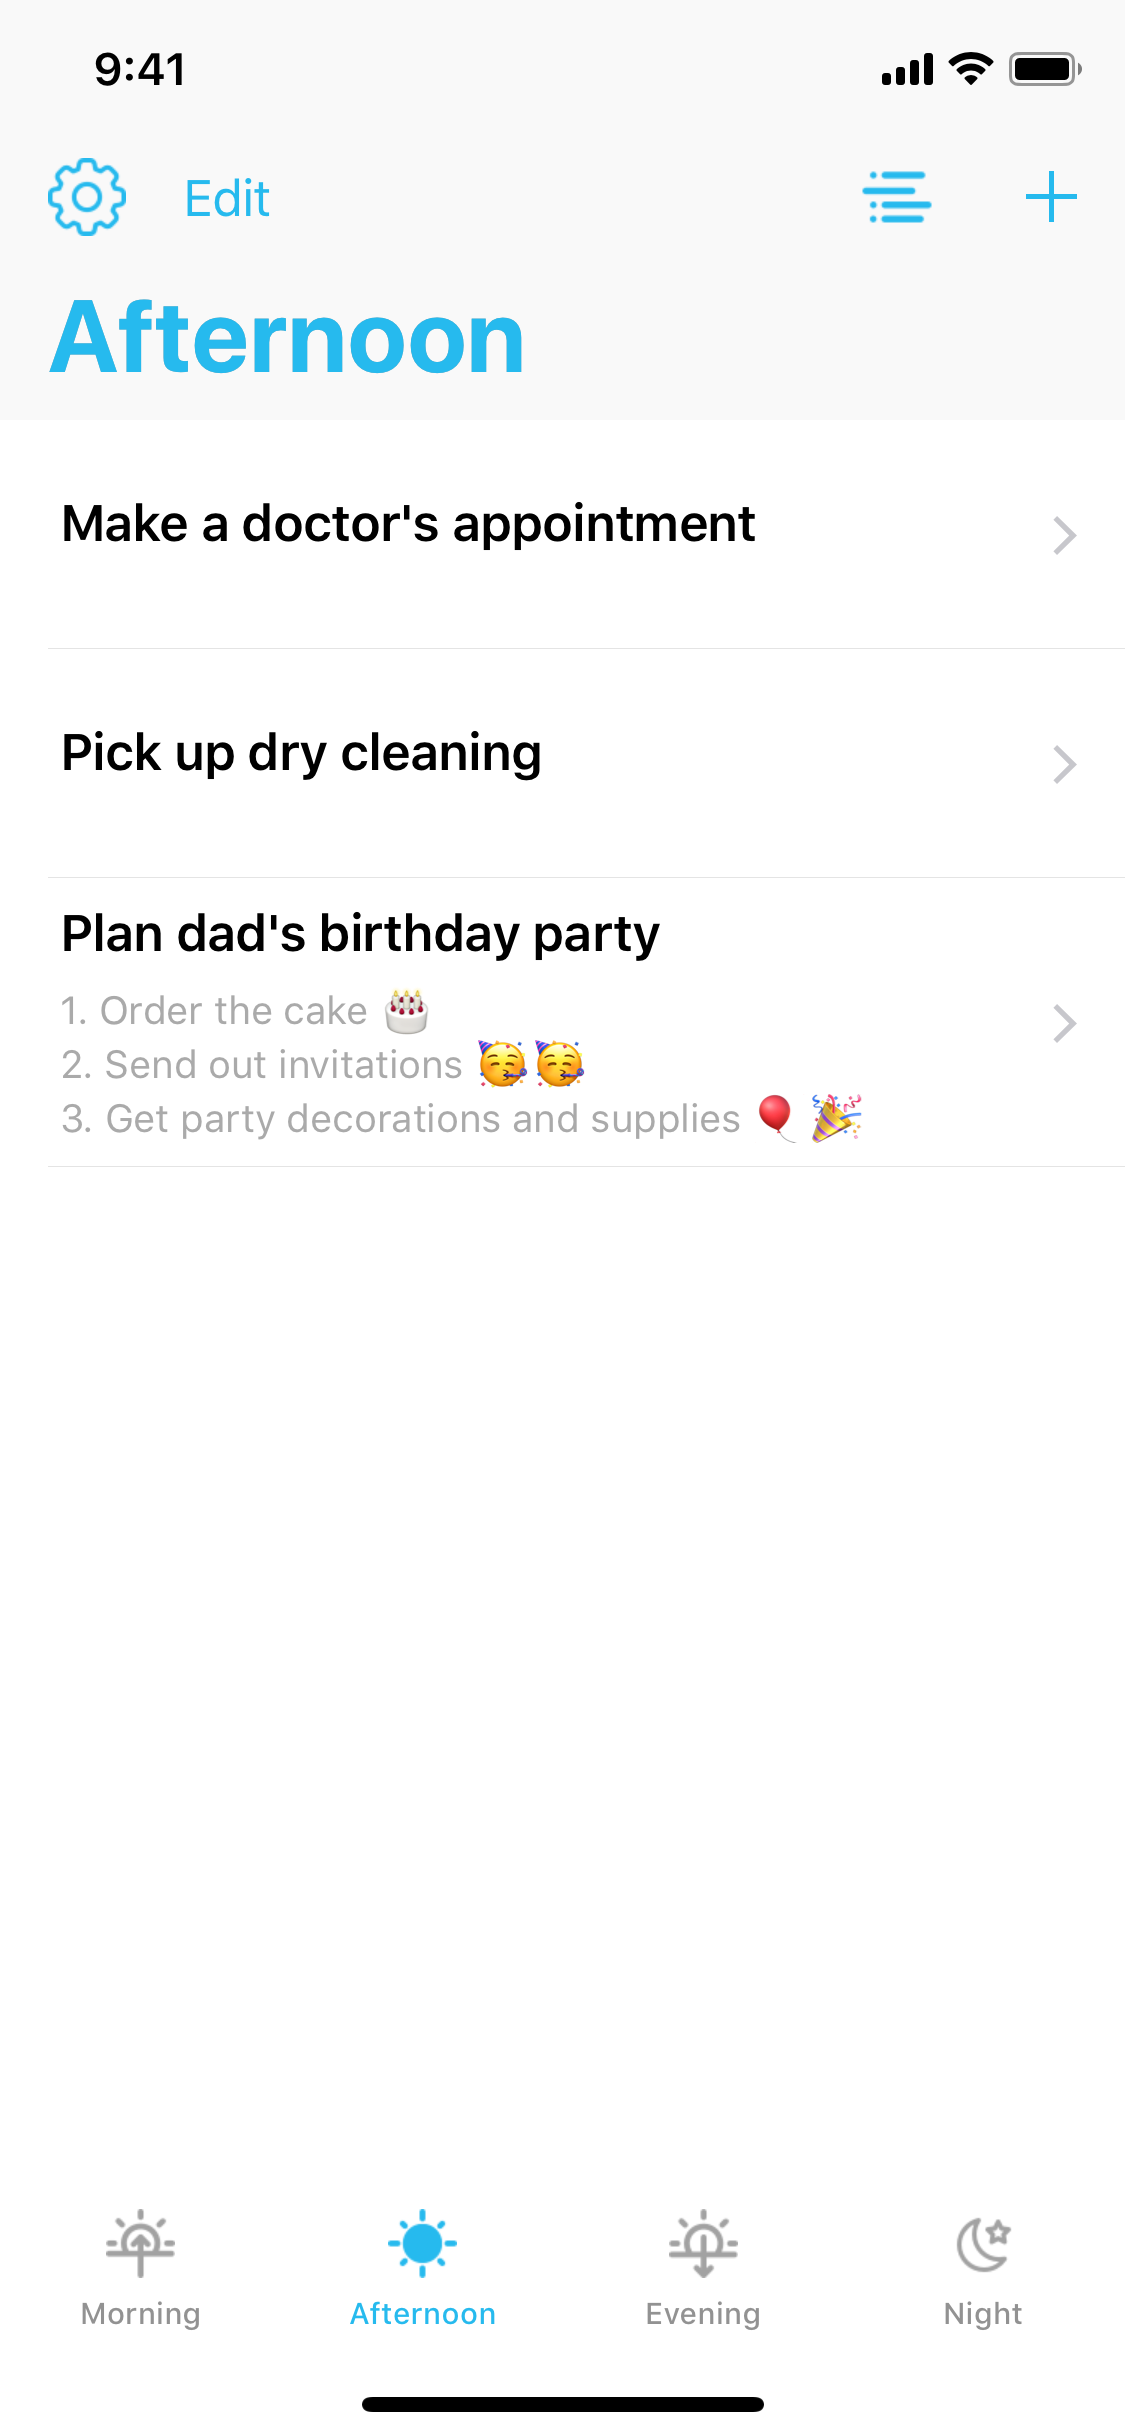 9:41
Edit
Afternoon
Make a doctor's appointment
Pick up dry cleaning
Plan dad's birthday party
1. Order the cake 🎂
2. Send out invitations 🥳🥳
3. Get party decorations and supplies 🎈🎉
Morning Afternoon Evening Night